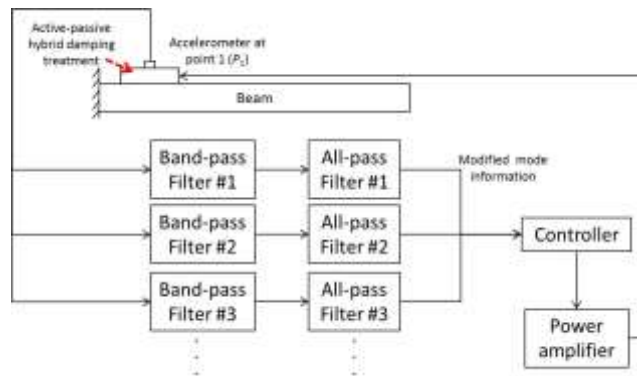 Active-passive
hybrid damping
treatment
Accelerometer at
point 1 (P₁)
Beam
Band-pass
Filter #1
All-pass
Filter #1
Modified mode
information
Band-pass
Filter #2
All-pass
Filter #2
Controller
Band-pass
Filter #3
All-pass
Filter #3
Power
amplifier